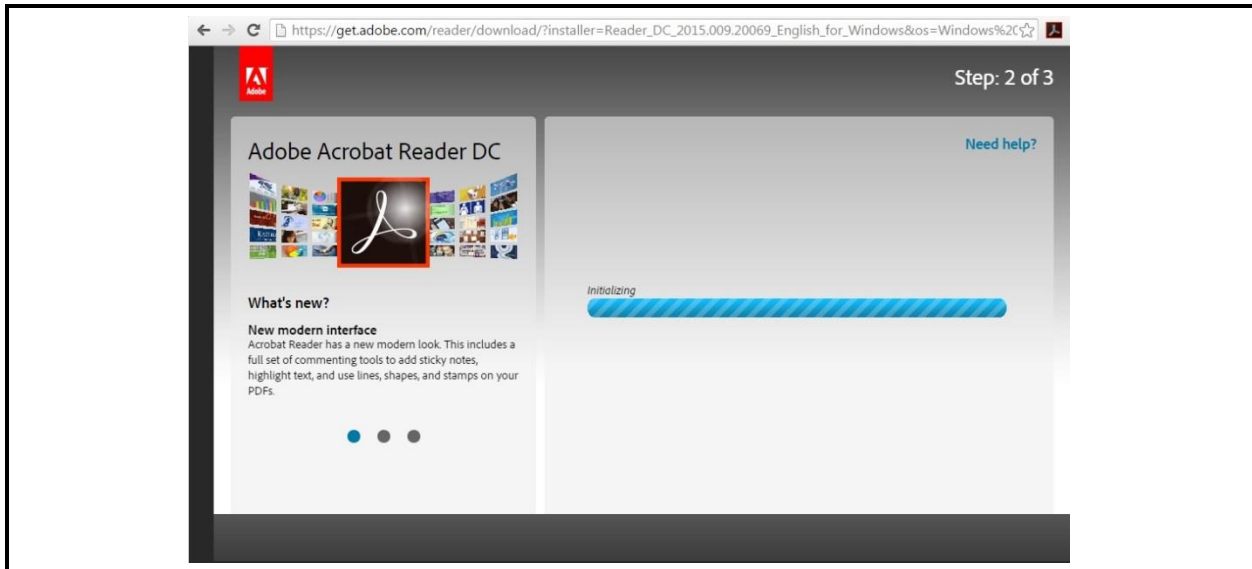 https://get.adobe.com/reader/download/?installer=Reader_DC_2015.009.20069_English_for_Windows&os=Windows%20
Adobe
Step: 2 of 3
Adobe Acrobat Reader DC
What's new?
New modern interface
Acrobat Reader has a new modern look. This includes a
full set of commenting tools to add sticky notes,
highlight text, and use lines, shapes, and stamps on your
PDFs.
Need help?
Initializing